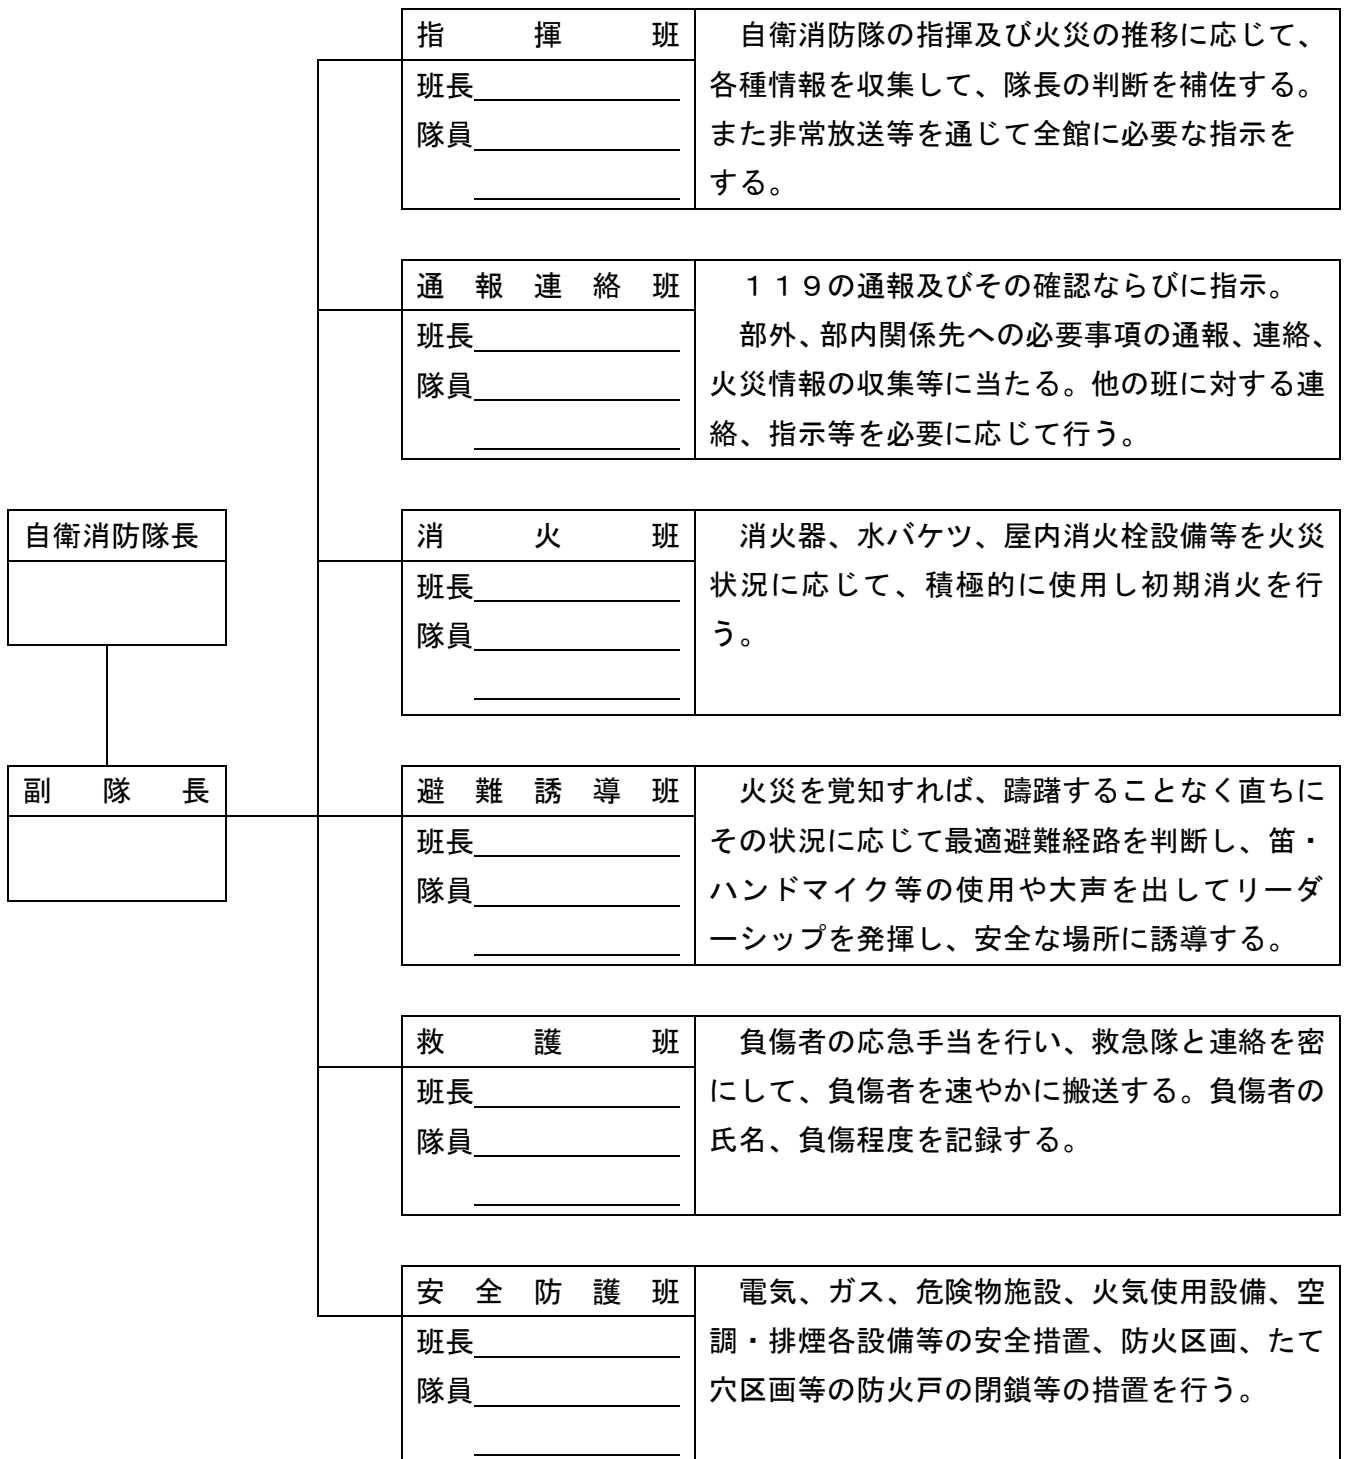 指揮班
班長
隊員
自衛消防隊の指揮及び火災の推移に応じて、
各種情報を収集して、隊長の判断を補佐する。
また非常放送等を通じて全館に必要な指示を
する。
通報連絡班
班長
隊員
１１９の通報及びその確認ならびに指示。
部外、部内関係先への必要事項の通報、連絡、
火災情報の収集等に当たる。他の班に対する連
絡、指示等を必要に応じて行う。
自衛消防隊長
消火班
班長
隊員
消火器、水バケツ、屋内消火栓設備等を火災
状況に応じて、積極的に使用し初期消火を行
う。
副隊長
避難誘導班
班長
隊員
火災を覚知すれば、躊躇することなく直ちに
その状況に応じて最適避難経路を判断し、笛・
ハンドマイク等の使用や大声を出してリーダ
ーシップを発揮し、安全な場所に誘導する。
救護班
班長
隊員
負傷者の応急手当を行い、救急隊と連絡を密
にして、負傷者を速やかに搬送する。負傷者の
氏名、負傷程度を記録する。
安全防護班
班長
隊員
電気、ガス、危険物施設、火気使用設備、空
調・排煙各設備等の安全措置、防火区画、たて
穴区画等の防火戸の閉鎖等の措置を行う。